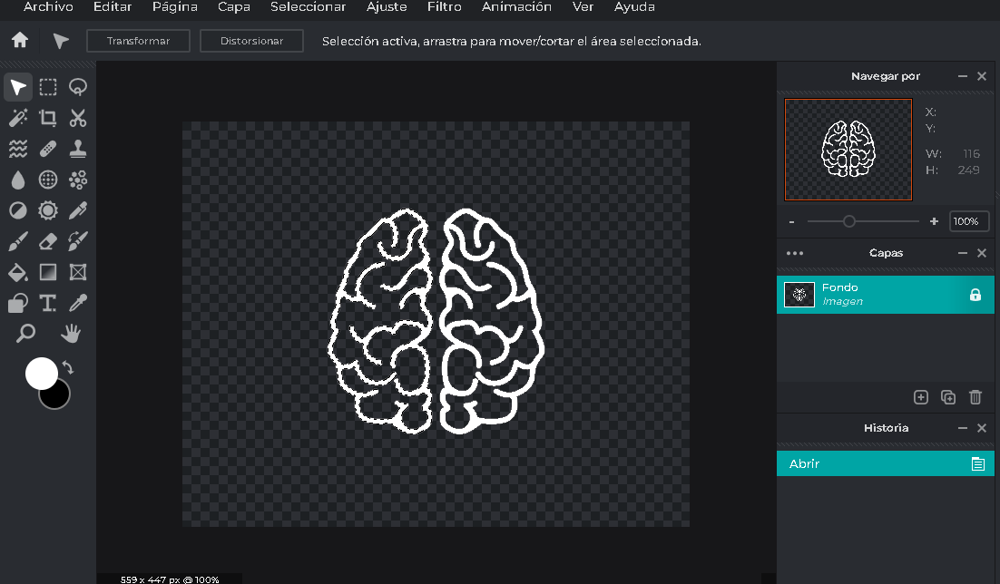 Archivo Editar Página Capa Seleccionar Ajuste Filtro Animación Ver Ayuda
Transformar Distorsionar Selección activa, arrastra para mover/cortar el área seleccionada.
Navegar por
X:
Y:
W: 116
H: 249
100%
Capas
Fondo
Imagen
Historia
Abrir
559 x 447 px @ 100%